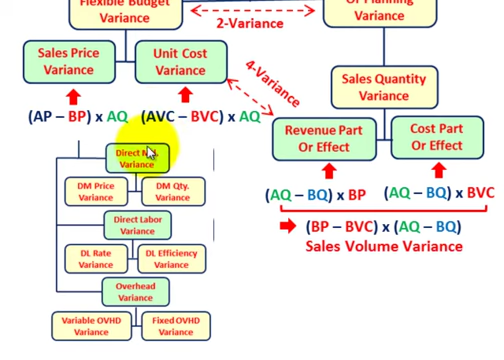 Flexible Budget
Variance
2-Variance
Or Planning
Variance
Sales Price
Variance
Unit Cost
Variance
4-Variance
Sales Quantity
Variance
(AP – BP) x AQ
(AVC – BVC) x AQ
Revenue Part
Or Effect
Cost Part
Or Effect
Direct
Variance
DM Price
Variance
DM Qty.
Variance
(AQ – BQ) x BP
(AQ – BQ) x BVC
Direct Labor
Variance
(BP – BVC) x (AQ – BQ)
Sales Volume Variance
DL Rate
Variance
DL Efficiency
Variance
Overhead
Variance
Variable OVHD
Variance
Fixed OVHD
Variance